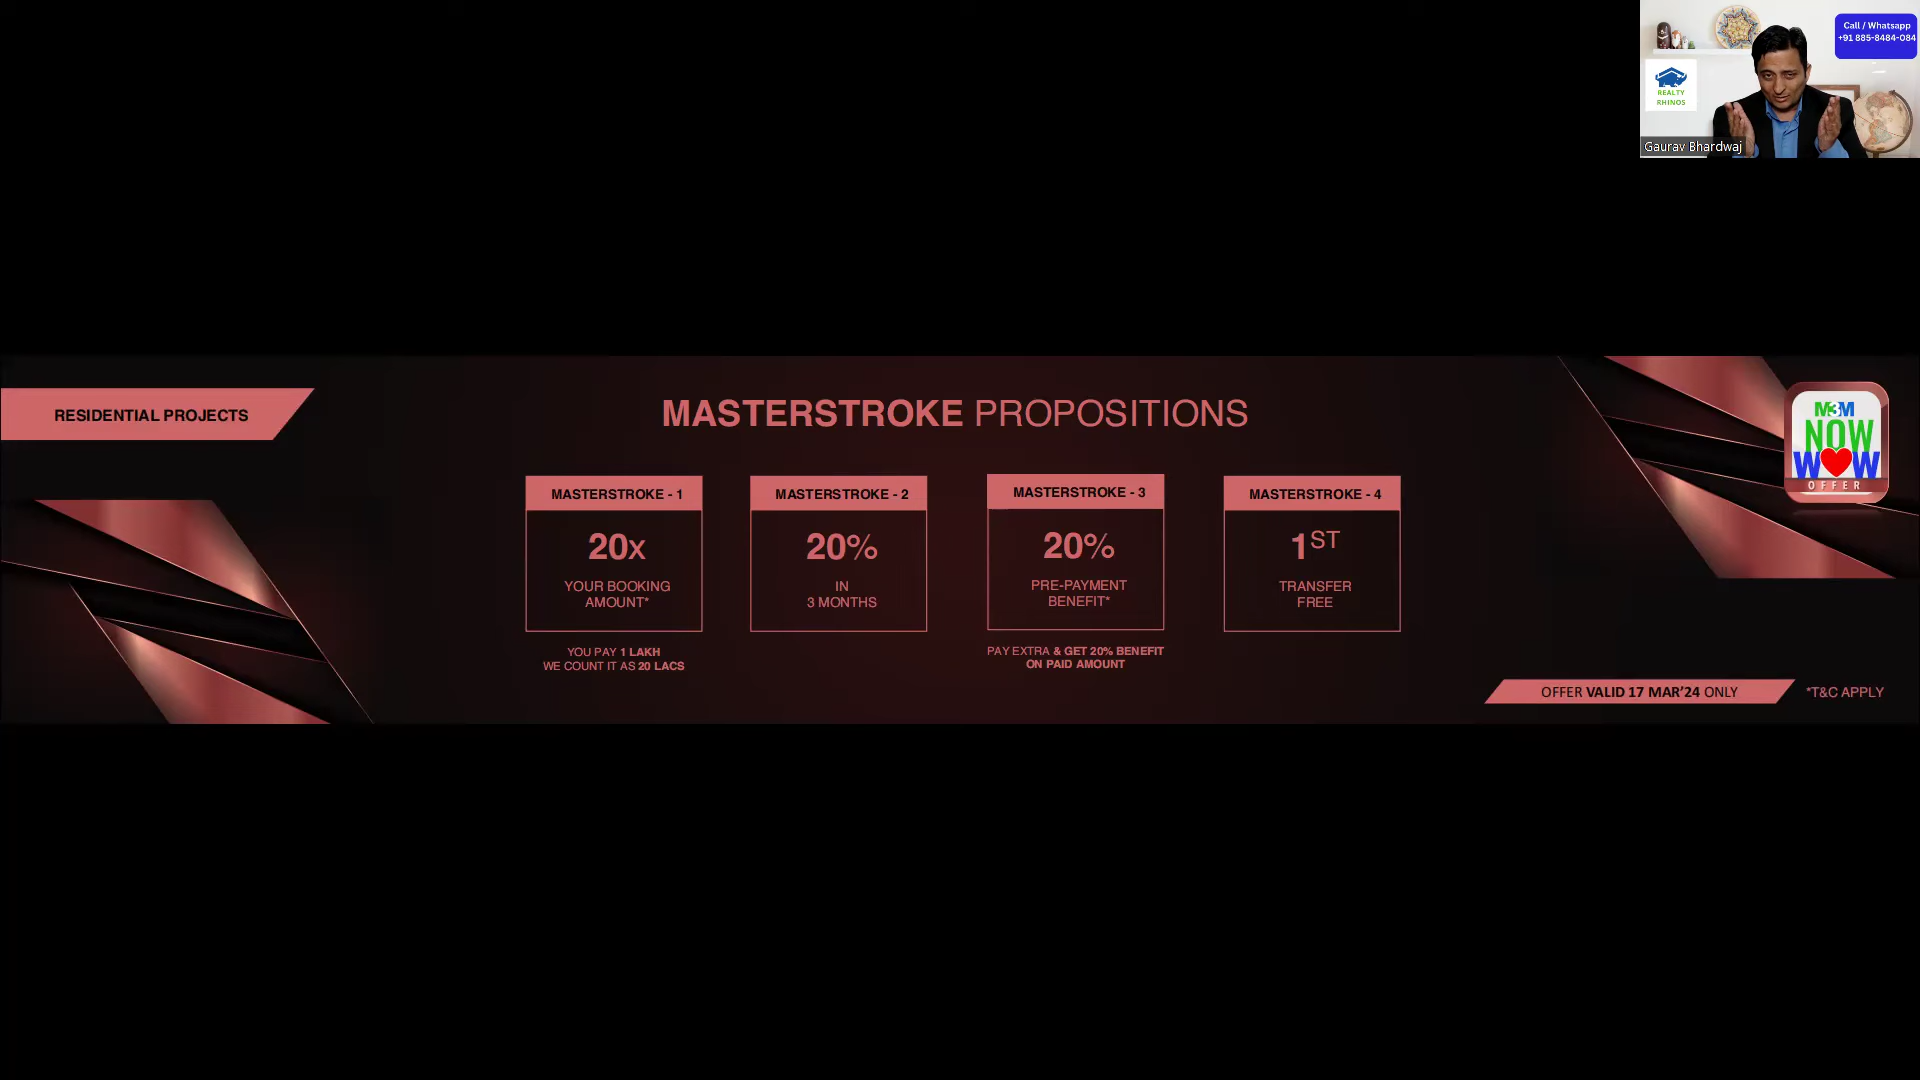 Call / Whatsapp
+91 885-8484-084
REALTY
RHINOS
Gaurav Bhardwaj
RESIDENTIAL PROJECTS
MASTERSTROKE PROPOSITIONS
M3M
NOW
WOW
OFFER
MASTERSTROKE - 1
20X
YOUR BOOKING
AMOUNT*
YOU PAY 1 LAKH
WE COUNT IT AS 20 LACS
MASTERSTROKE - 2
20%
IN
3 MONTHS
MASTERSTROKE - 3
20%
PRE-PAYMENT
BENEFIT*
PAY EXTRA & GET 20% BENEFIT
ON PAID AMOUNT
MASTERSTROKE - 4
1ST
TRANSFER
FREE
OFFER VALID 17 MAR'24 ONLY
*T&C APPLY